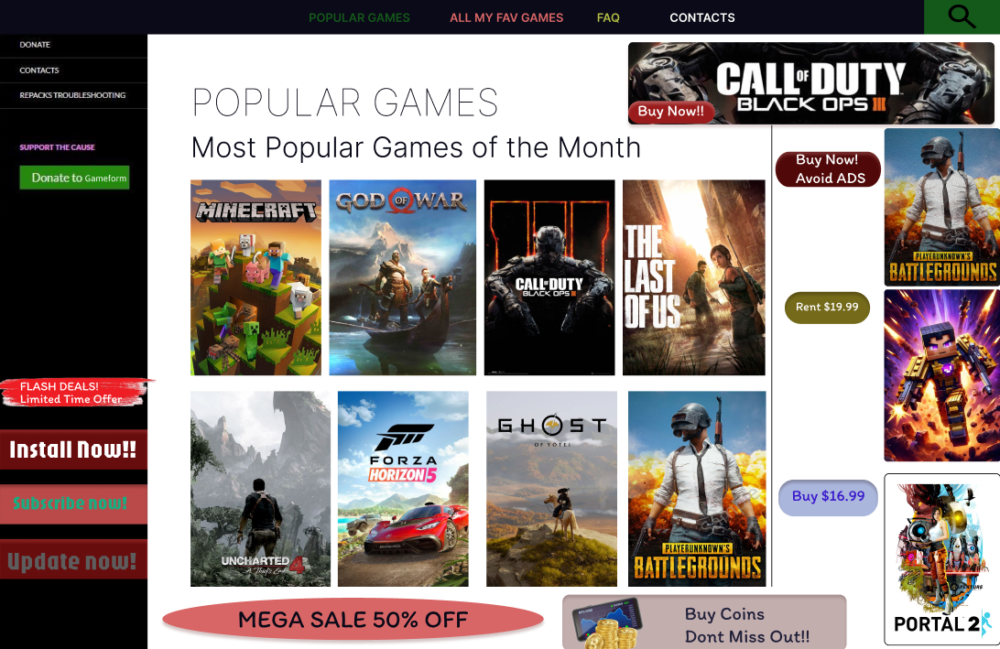 POPULAR GAMES
ALL MY FAV GAMES
FAQ
CONTACTS
DONATE
CONTACTS
REPACKS TROUBLESHOOTING
SUPPORT THE CAUSE
Donate to Gameform
FLASH DEALS!
Limited Time Offer
Install Now!!
Subscribe now!
Update now!
POPULAR GAMES
Most Popular Games of the Month
MINECRAFT
GOD OF WAR
CALL OF DUTY
BLACK OPS III
THE
LAST
OF US
UNCHARTED 4
A Thief's End
FORZA
HORIZON 5
GHOST
OF YOTEI
PLAYERUNKNOWN'S
BATTLEGROUNDS
MEGA SALE 50% OFF
Buy Coins
Dont Miss Out!!
CALL OF DUTY
BLACK OPS III
Buy Now!!
Buy Now!
Avoid ADS
PLAYERUNKNOWN'S
BATTLEGROUNDS
Rent $19.99
Buy $16.99
PORTAL 2